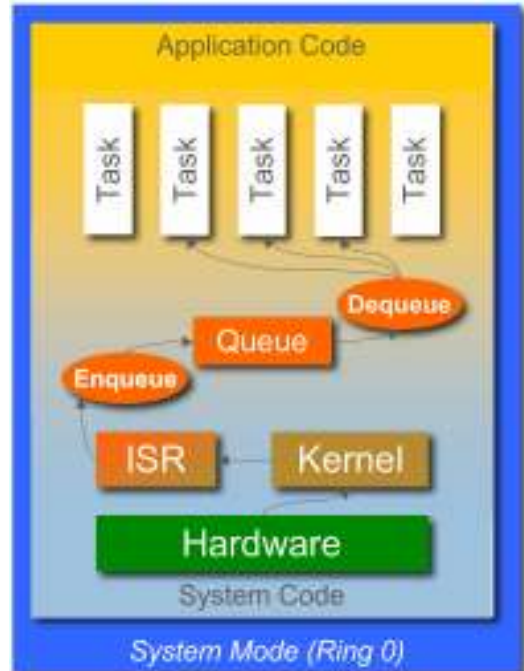 Application Code
Task
Task
Task
Task
Task
Dequeue
Queue
Enqueue
ISR
Kernel
Hardware
System Code
System Mode (Ring 0)